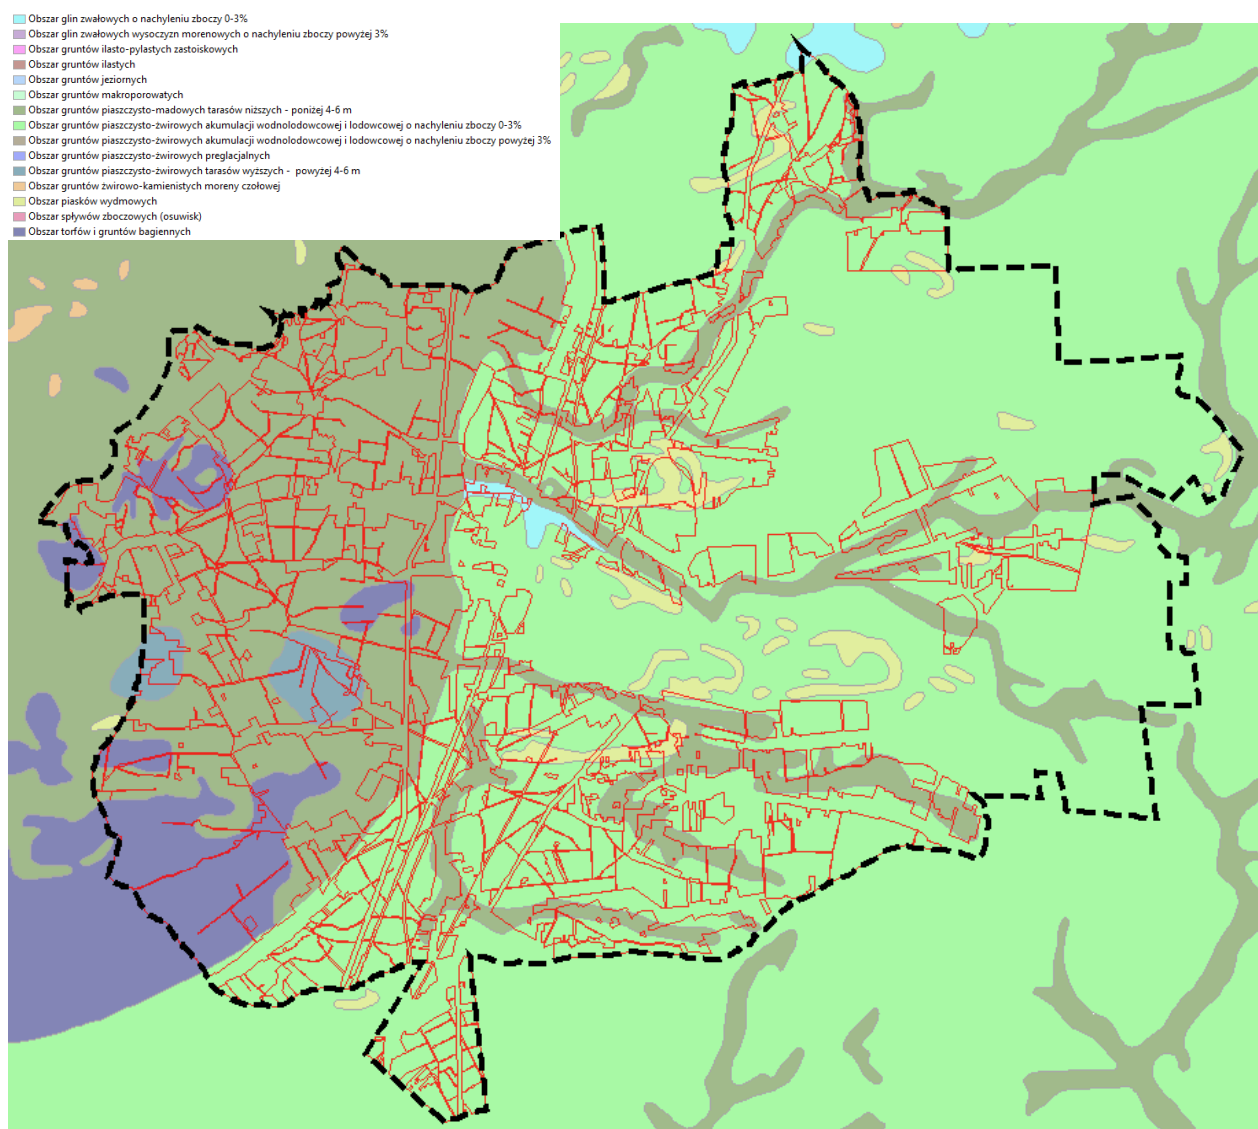 Obszar glin zwałowych o nachyleniu zboczy 0-3%
Obszar glin zwałowych wysoczyzn morenowych o nachyleniu zboczy powyżej 3%
Obszar gruntów ilasto-pylastych zastoiskowych
Obszar gruntów ilastych
Obszar gruntów jeziornych
Obszar gruntów makroporowatych
Obszar gruntów piaszczysto-madowych tarasów niższych - poniżej 4-6 m
Obszar gruntów piaszczysto-żwirowych akumulacji wodnolodowcowej i lodowcowej o nachyleniu zboczy 0-3%
Obszar gruntów piaszczysto-żwirowych akumulacji wodnolodowcowej i lodowcowej o nachyleniu zboczy powyżej 3%
Obszar gruntów piaszczysto-żwirowych preglacjalnych
Obszar gruntów piaszczysto-żwirowych tarasów wyższych - powyżej 4-6 m
Obszar gruntów żwirowo-kamienistych moreny czołowej
Obszar piasków wydmowych
Obszar spływów zboczowych (osuwisk)
Obszar torfów i gruntów bagiennych